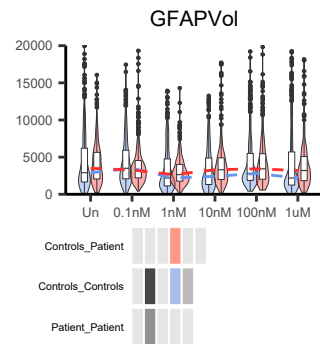 GFAPVol
20000
15000
10000
5000
0
Un 0.1nM 1nM 10nM 100nM 1uM
Controls_Patient
Controls_Controls
Patient_Patient